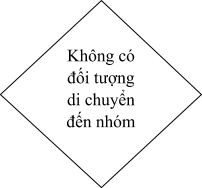 Không có
đối tượng
di chuyển
đến nhóm